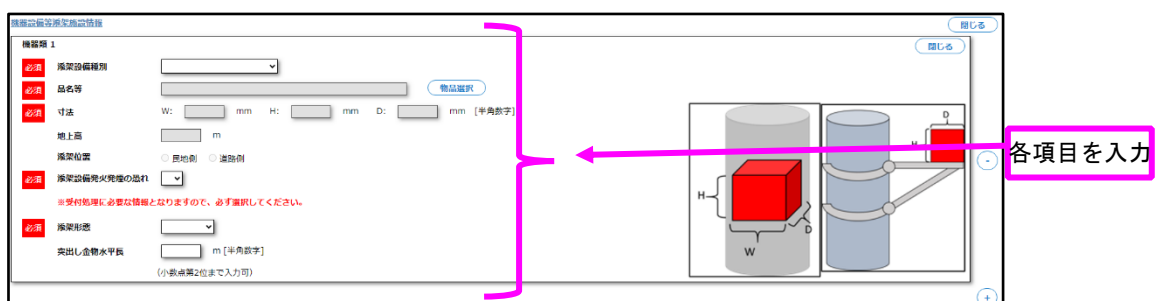 機器設備等添架施設情報 閉じる
機器類 1 閉じる
必須 添架設備種別
必須 品名等 物品選択
必須 寸法 W: mm H: mm D: mm [半角数字]
地上高 m
添架位置 民地側 道路側
必須 添架設備発火発煙の恐れ
※受付処理に必要な情報となりますので、必ず選択してください。
必須 添架形態
突出し金物水平長 m [半角数字]
(小数点第2位まで入力可)
H
W
D
D
H
-
+
各項目を入力